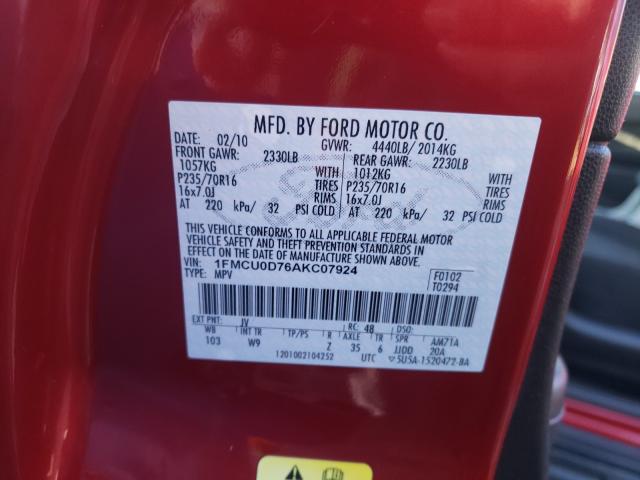 MFD. BY FORD MOTOR CO.
DATE: 02/10 GVWR: 4440LB/ 2014KG
FRONT GAWR: 2330LB REAR GAWR: 2230LB
1057KG WITH 1012KG WITH
P235/70R16 TIRES P235/70R16 TIRES
16x7.0J RIMS 16x7.0J RIMS
AT 220 kPa/ 32 PSI COLD AT 220 kPa/ 32 PSI COLD
THIS VEHICLE CONFORMS TO ALL APPLICABLE FEDERAL MOTOR
VEHICLE SAFETY AND THEFT PREVENTION STANDARDS IN
EFFECT ON THE DATE OF MANUFACTURE SHOWN ABOVE.
VIN: 1FMCU0D76AKC07924 F0102
TYPE: MPV T0294
EXT PNT: JV RC: 48 DSO:
WB INT TR TP/PS R AXLE TR SPR AM71A
103 W9 Z 35 6 JJDD 20A
1201002104252 UTC 5U5A-1520472-BA
Ford